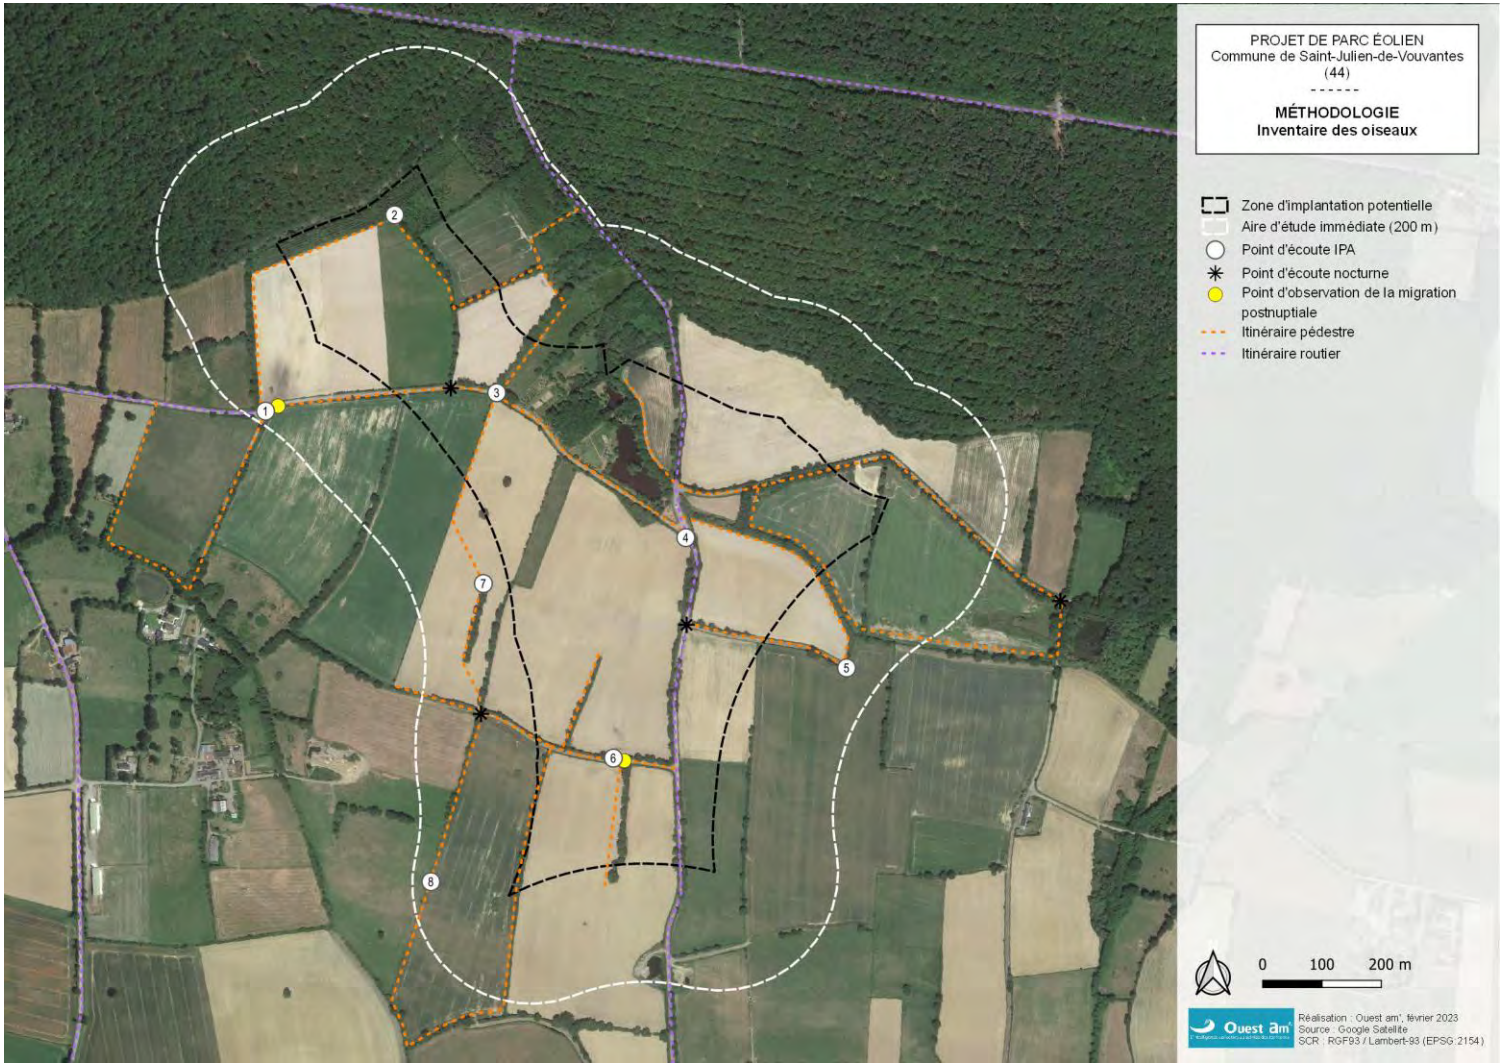 PROJET DE PARC ÉOLIEN
Commune de Saint-Julien-de-Vouvantes
(44)
------
MÉTHODOLOGIE
Inventaire des oiseaux
Zone d'implantation potentielle
Aire d'étude immédiate (200 m)
Point d'écoute IPA
Point d'écoute nocturne
Point d'observation de la migration
postnuptiale
Itinéraire pédestre
Itinéraire routier
2
1
3
4
7
5
6
8
0 100 200 m
Ouest am'
Réalisation : Ouest am', février 2023
Source : Google Satellite
SCR : RGF93 / Lambert-93 (EPSG 2154)